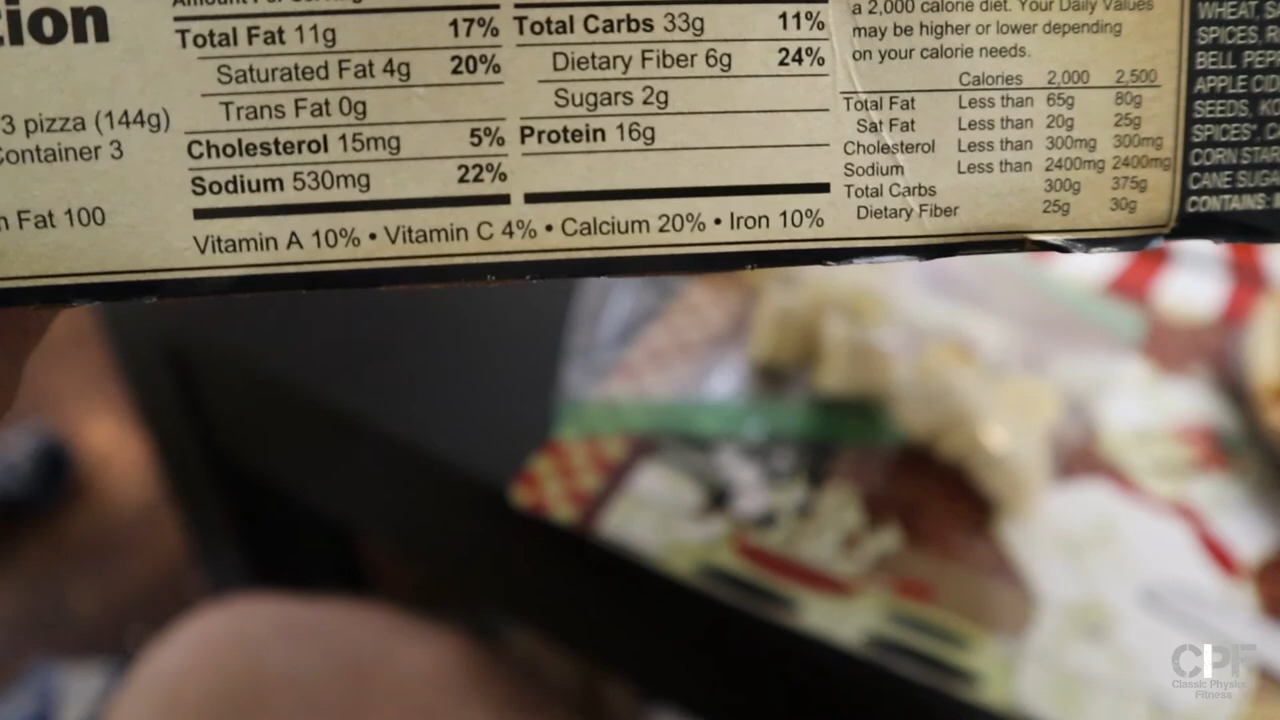 tion
3 pizza (144g)
Container 3
Fat 100
Amount Per Serving
Total Fat 11g 17%
Saturated Fat 4g 20%
Trans Fat 0g
Cholesterol 15mg 5%
Sodium 530mg 22%
Total Carbs 33g 11%
Dietary Fiber 6g 24%
Sugars 2g
Protein 16g
Vitamin A 10% • Vitamin C 4% • Calcium 20% • Iron 10%
a 2,000 calorie diet. Your Daily Values
may be higher or lower depending
on your calorie needs.
Calories 2,000 2,500
Total Fat Less than 65g 80g
Sat Fat Less than 20g 25g
Cholesterol Less than 300mg 300mg
Sodium Less than 2400mg 2400mg
Total Carbs 300g 375g
Dietary Fiber 25g 30g
WHEAT, S
SPICES, R
BELL PEPP
APPLE CID
SEEDS, KO
SPICES*, C
CORN STAR
CANE SUGA
CONTAINS:
CPF
Classic Physix
Fitness